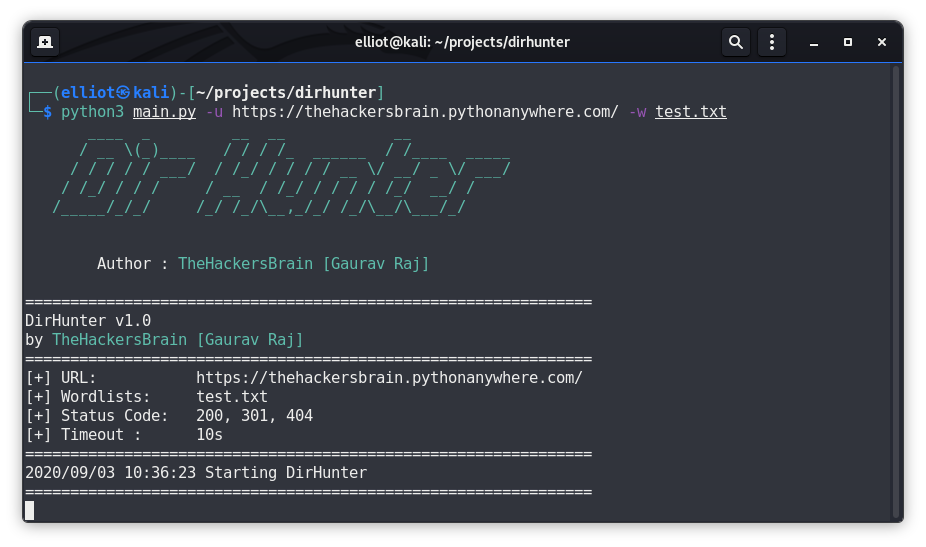 elliot@kali: ~/projects/dirhunter
┌──(elliot㉿kali)-[~/projects/dirhunter]
└─$ python3 main.py -u https://thehackersbrain.pythonanywhere.com/ -w test.txt
Dir Hunter
Author : TheHackersBrain [Gaurav Raj]
===============================================================
DirHunter v1.0
by TheHackersBrain [Gaurav Raj]
===============================================================
[+] URL:           https://thehackersbrain.pythonanywhere.com/
[+] Wordlists:     test.txt
[+] Status Code:   200, 301, 404
[+] Timeout :      10s
===============================================================
2020/09/03 10:36:23 Starting DirHunter
===============================================================